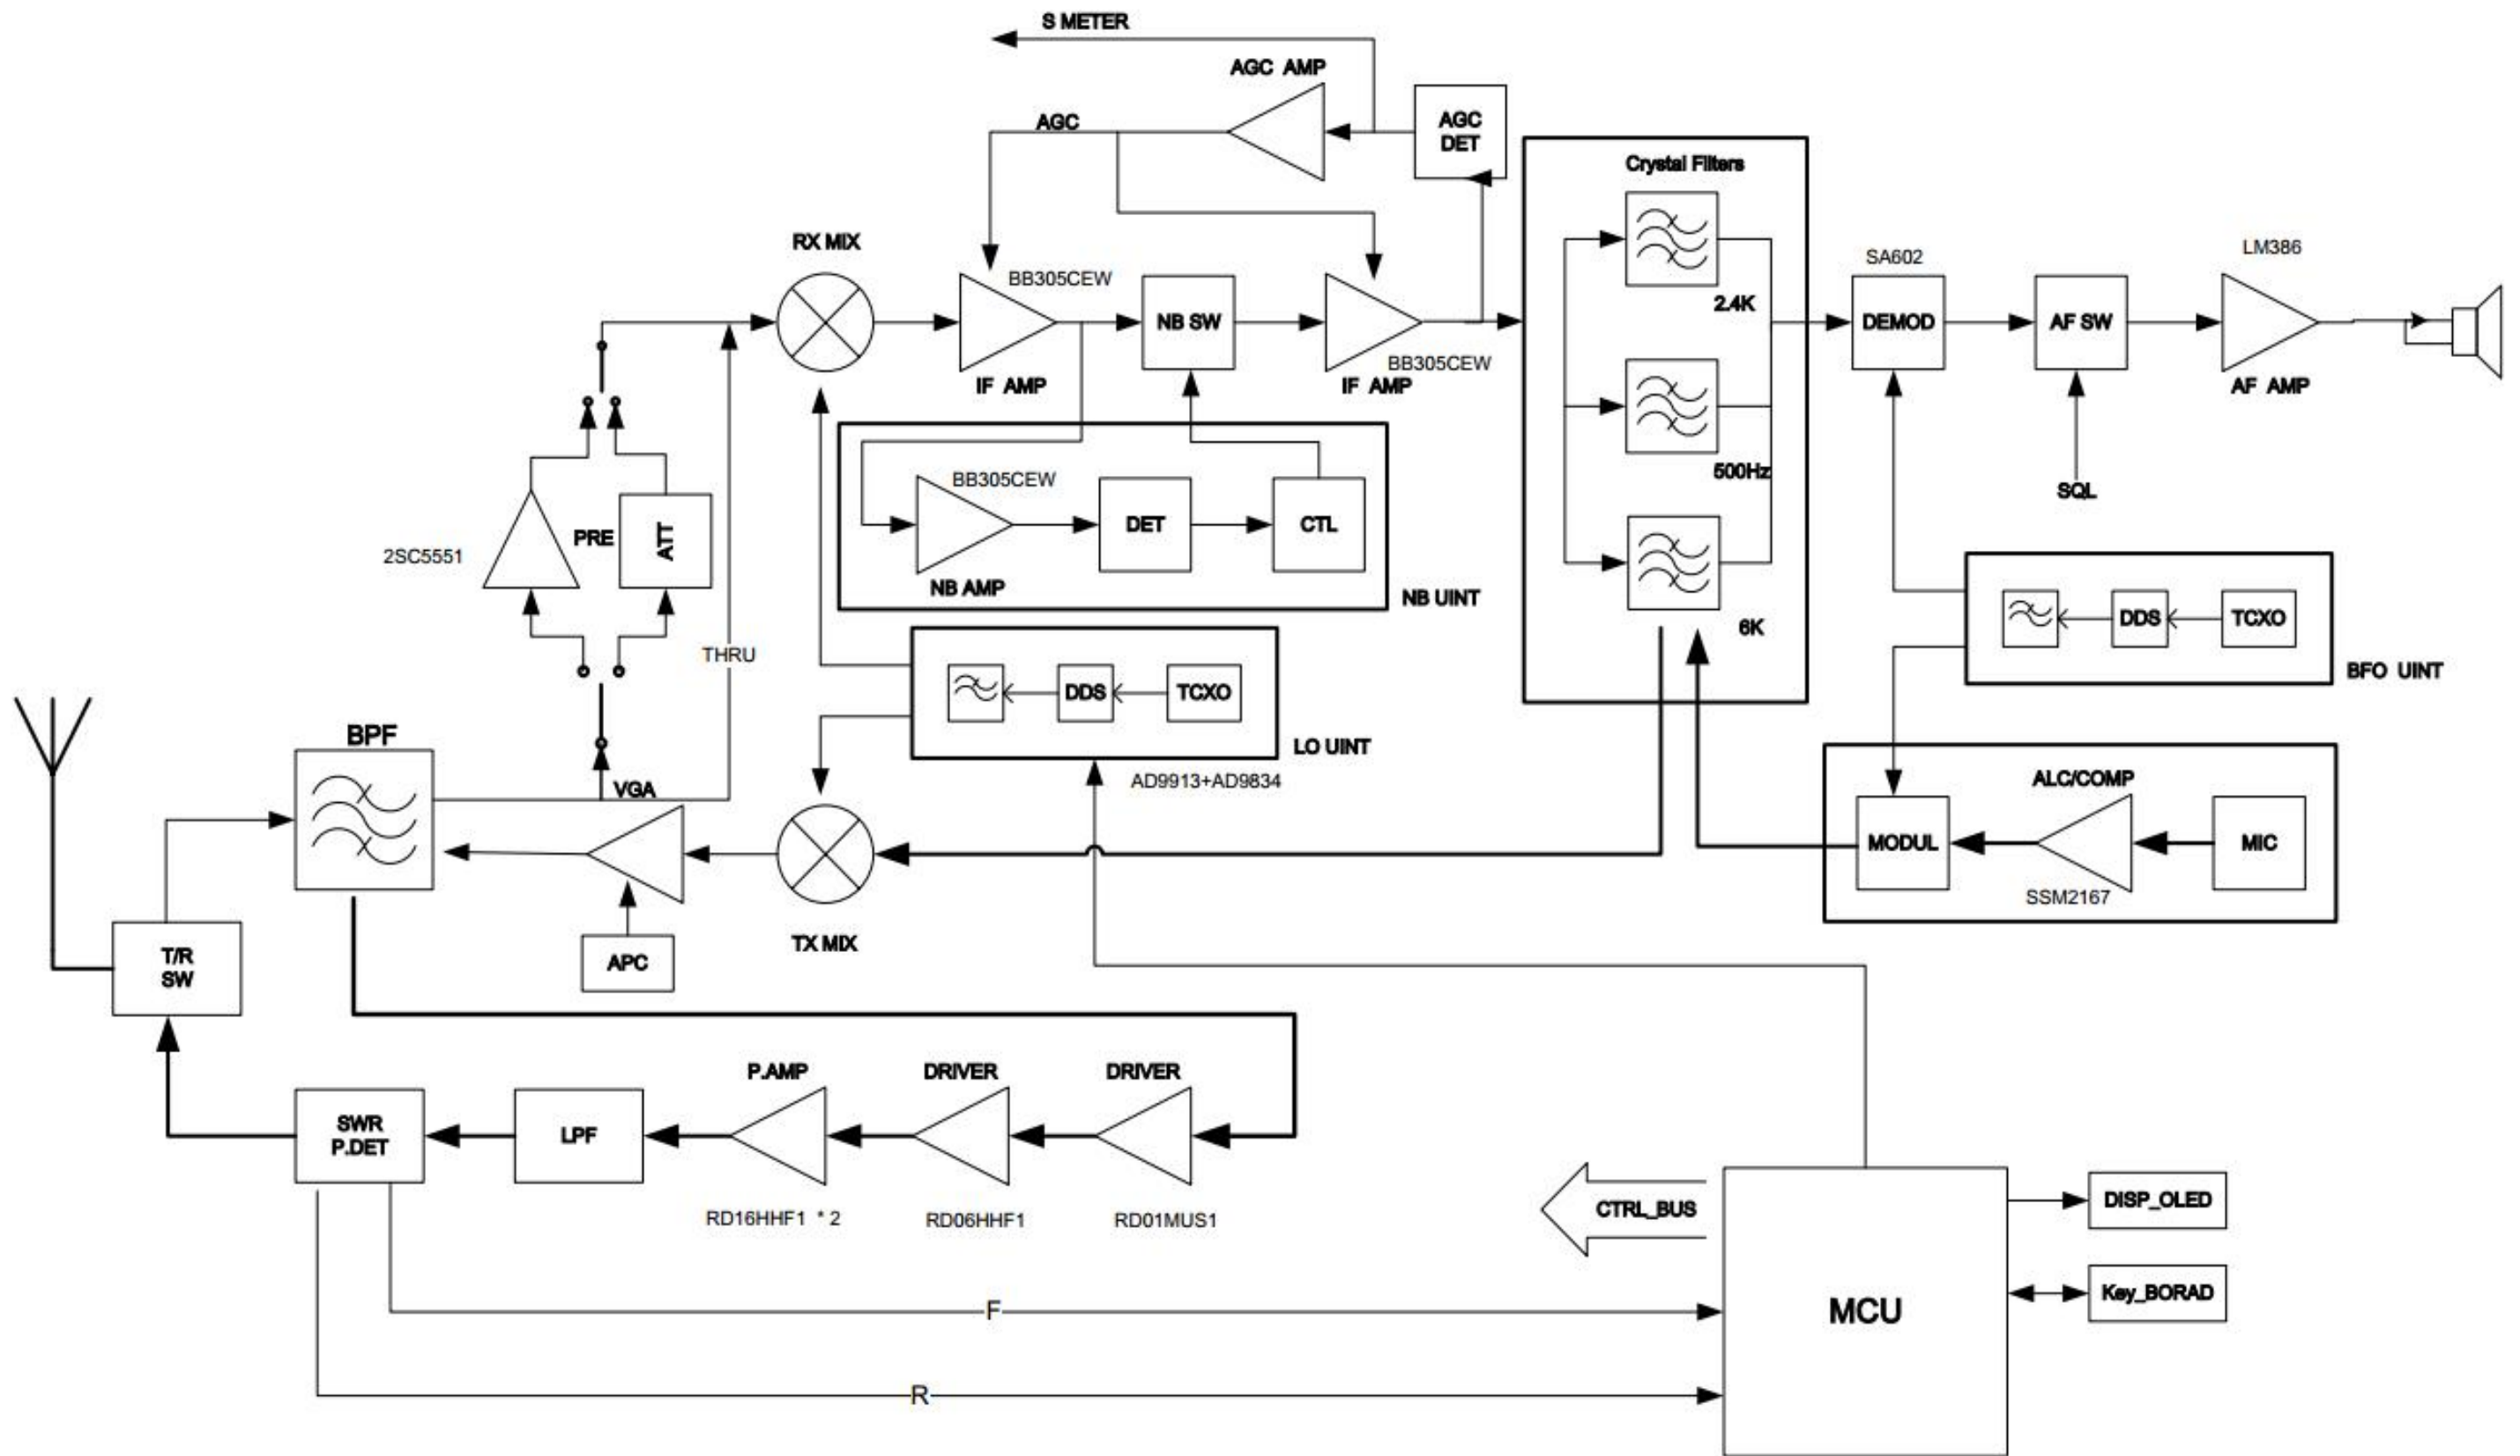 S METER
AGC AMP
AGC
AGC
DET
Crystal Filters
RX MIX
BB305CEW
SA602
LM386
2.4K
NB SW
DEMOD
AF SW
BB305CEW
IF AMP
IF AMP
AF AMP
500Hz
BB305CEW
SQL
2SC5551
PRE
ATT
DET
CTL
NB AMP
NB UINT
6K
DDS
TCXO
THRU
BFO UINT
DDS
TCXO
BPF
LO UINT
VGA
AD9913+AD9834
ALC/COMP
MODUL
MIC
SSM2167
TX MIX
T/R
SW
APC
P.AMP
DRIVER
DRIVER
SWR
P.DET
LPF
RD16HHF1 * 2
RD06HHF1
RD01MUS1
CTRL_BUS
DISP_OLED
Key_BORAD
MCU
F
R